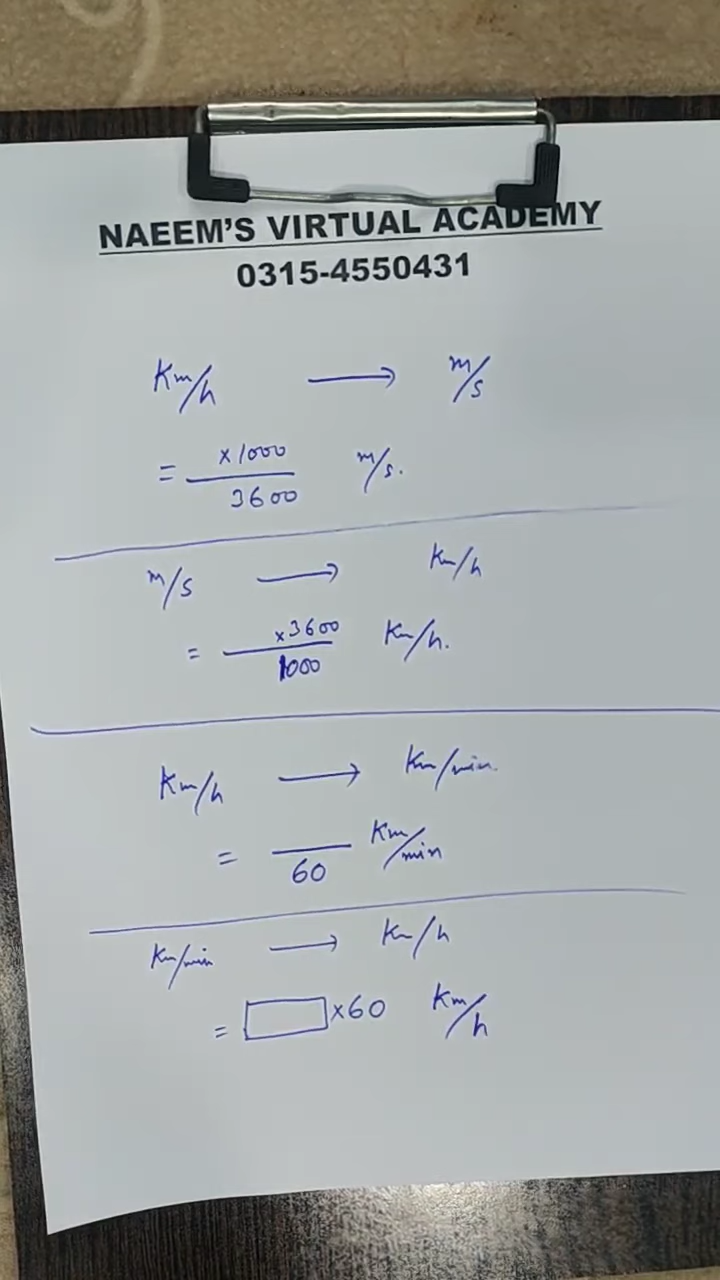 NAEEM'S VIRTUAL ACADEMY
0315-4550431
Km/h → m/s
= ×1000/3600 m/s.
m/s → Km/h
= ×3600/1000 Km/h.
Km/h → Km/min.
= /60 Km/min
Km/min → Km/h
= □×60 Km/h